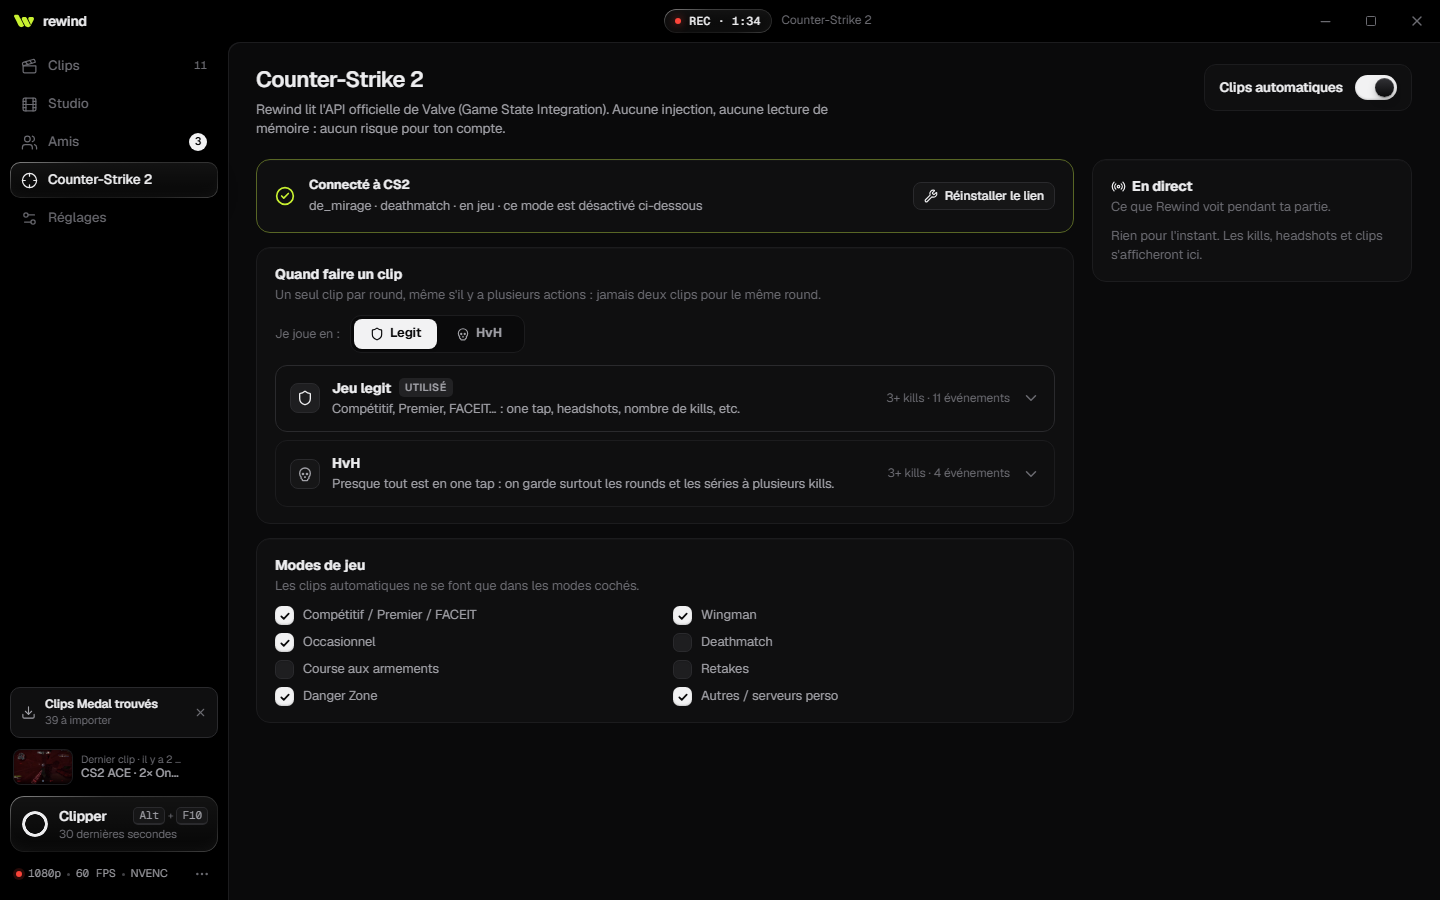 rewind
REC · 1:34
Counter-Strike 2
Clips
11
Studio
Amis
3
Counter-Strike 2
Réglages
Counter-Strike 2
Rewind lit l'API officielle de Valve (Game State Integration). Aucune injection, aucune lecture de
mémoire : aucun risque pour ton compte.
Clips automatiques
Connecté à CS2
de_mirage · deathmatch · en jeu · ce mode est désactivé ci-dessous
Réinstaller le lien
En direct
Ce que Rewind voit pendant ta partie.
Rien pour l'instant. Les kills, headshots et clips
s'afficheront ici.
Quand faire un clip
Un seul clip par round, même s'il y a plusieurs actions : jamais deux clips pour le même round.
Je joue en :
Legit
HvH
Jeu legit
UTILISÉ
Compétitif, Premier, FACEIT… : one tap, headshots, nombre de kills, etc.
3+ kills · 11 événements
HvH
Presque tout est en one tap : on garde surtout les rounds et les séries à plusieurs kills.
3+ kills · 4 événements
Modes de jeu
Les clips automatiques ne se font que dans les modes cochés.
Compétitif / Premier / FACEIT
Wingman
Occasionnel
Deathmatch
Course aux armements
Retakes
Danger Zone
Autres / serveurs perso
Clips Medal trouvés
39 à importer
Dernier clip · il y a 2 …
CS2 ACE · 2× On…
Clipper
Alt + F10
30 dernières secondes
1080p · 60 FPS · NVENC